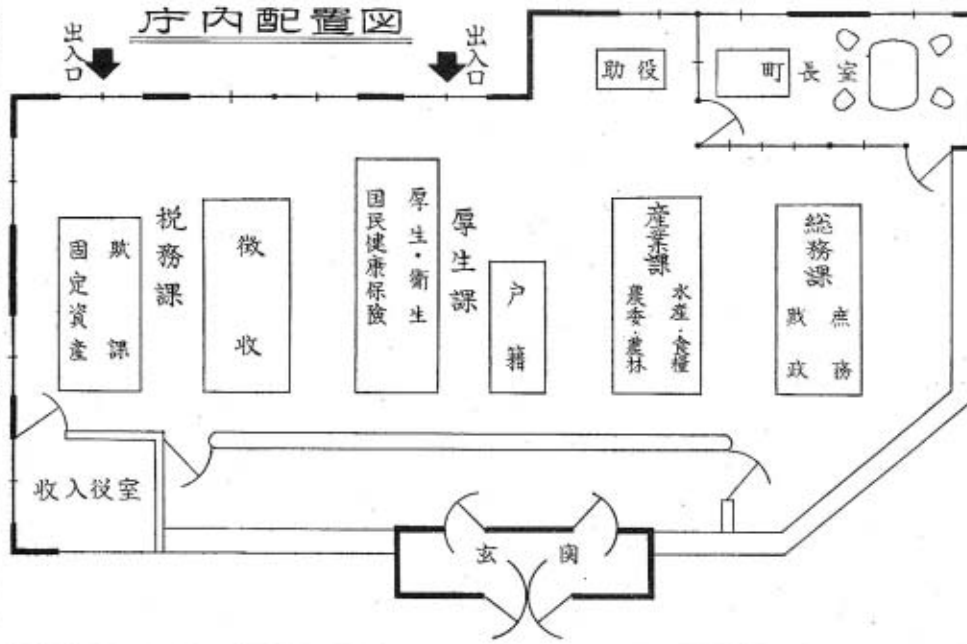 庁内配置図
出入口
出入口
助役
町長室
税務課
賦課
固定資産
徴収
厚生課
厚生・衛生
国民健康保険
戸籍
産業課
水産・食糧
農委・農林
総務課
庶務
財政
収入役室
玄関